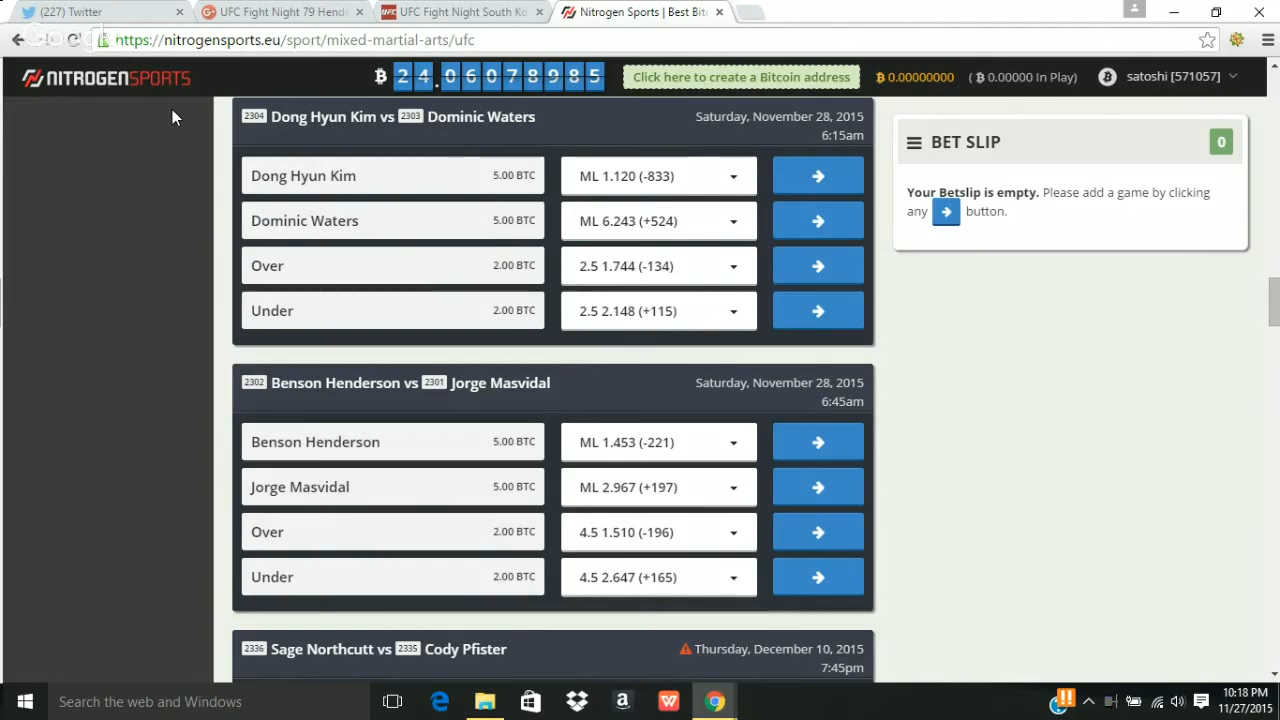 (227) Twitter
UFC Fight Night 79 Hende
UFC Fight Night South Ko
Nitrogen Sports | Best Bitc
https://nitrogensports.eu/sport/mixed-martial-arts/ufc
NITROGENSPORTS
24.06078985
Click here to create a Bitcoin address
0.00000000
( 0.00000 In Play)
satoshi [571057]
2304 Dong Hyun Kim vs 2303 Dominic Waters
Saturday, November 28, 2015
6:15am
Dong Hyun Kim 5.00 BTC ML 1.120 (-833)
Dominic Waters 5.00 BTC ML 6.243 (+524)
Over 2.00 BTC 2.5 1.744 (-134)
Under 2.00 BTC 2.5 2.148 (+115)
2302 Benson Henderson vs 2301 Jorge Masvidal
Saturday, November 28, 2015
6:45am
Benson Henderson 5.00 BTC ML 1.453 (-221)
Jorge Masvidal 5.00 BTC ML 2.967 (+197)
Over 2.00 BTC 4.5 1.510 (-196)
Under 2.00 BTC 4.5 2.647 (+165)
2336 Sage Northcutt vs 2335 Cody Pfister
Thursday, December 10, 2015
7:45pm
BET SLIP
0
Your Betslip is empty. Please add a game by clicking
any button.
Search the web and Windows
10:18 PM
11/27/2015